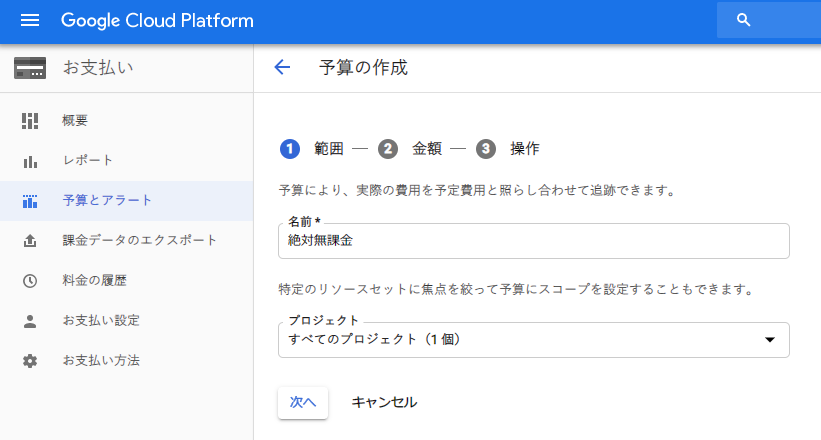 Google Cloud Platform
お支払い
予算の作成
概要
レポート
予算とアラート
課金データのエクスポート
料金の履歴
お支払い設定
お支払い方法
1 範囲 — 2 金額 — 3 操作
予算により、実際の費用を予定費用と照らし合わせて追跡できます。
名前 *
絶対無課金
特定のリソースセットに焦点を絞って予算にスコープを設定することもできます。
プロジェクト
すべてのプロジェクト（1 個）
次へ
キャンセル